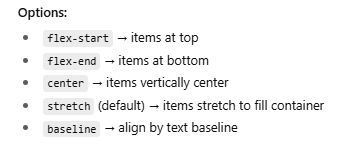 Options:
• flex-start → items at top
• flex-end → items at bottom
• center → items vertically center
• stretch (default) → items stretch to fill container
• baseline → align by text baseline